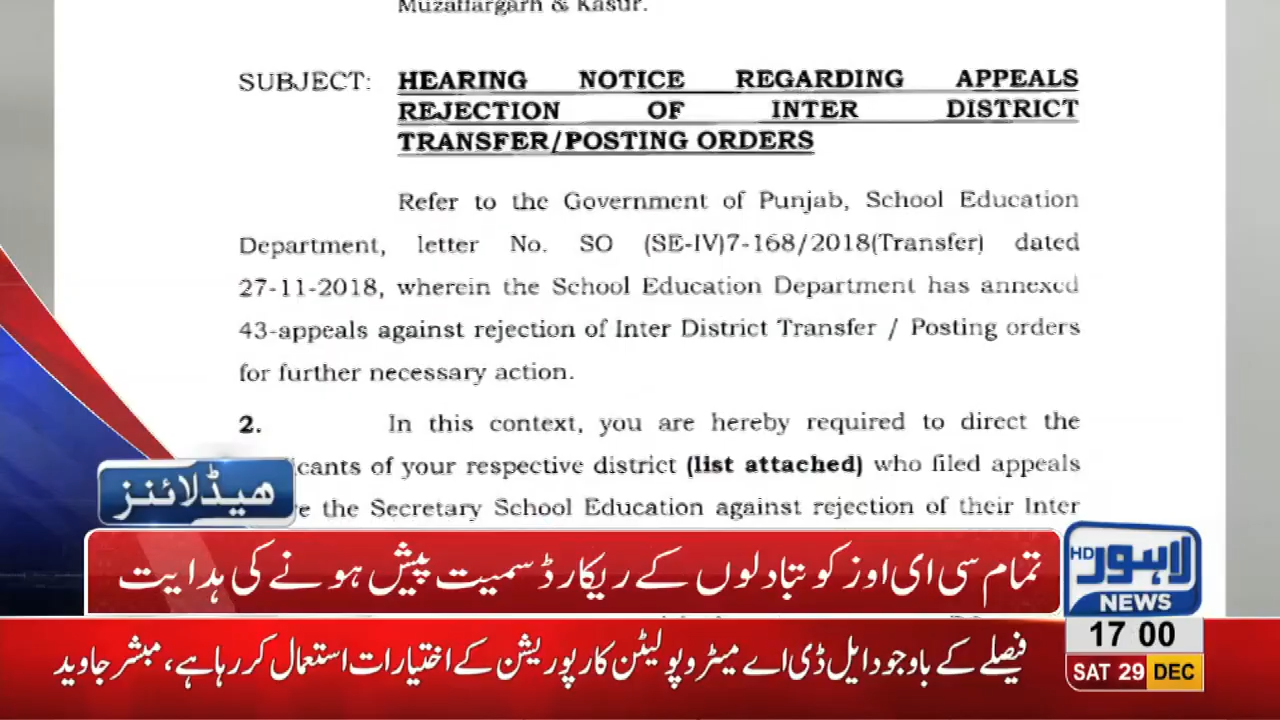 Muzaffargarh & Kasur.
SUBJECT: HEARING NOTICE REGARDING APPEALS
REJECTION OF INTER DISTRICT
TRANSFER/POSTING ORDERS
Refer to the Government of Punjab, School Education
Department, letter No. SO (SE-IV)7-168/2018(Transfer) dated
27-11-2018, wherein the School Education Department has annexed
43-appeals against rejection of Inter District Transfer / Posting orders
for further necessary action.
2. In this context, you are hereby required to direct the
icants of your respective district (list attached) who filed appeals
re the Secretary School Education against rejection of their Inter
ھیڈلائنز
تمام سی ای اوز کو تبادلوں کے ریکارڈ سمیت پیش ہونے کی ہدایت
HD لاہور
NEWS
17 00
SAT 29 DEC
فیصلے کے باوجود ایل ڈی اے میٹروپولیٹن کارپوریشن کے اختیارات استعمال کر رہا ہے، مبشر جاوید